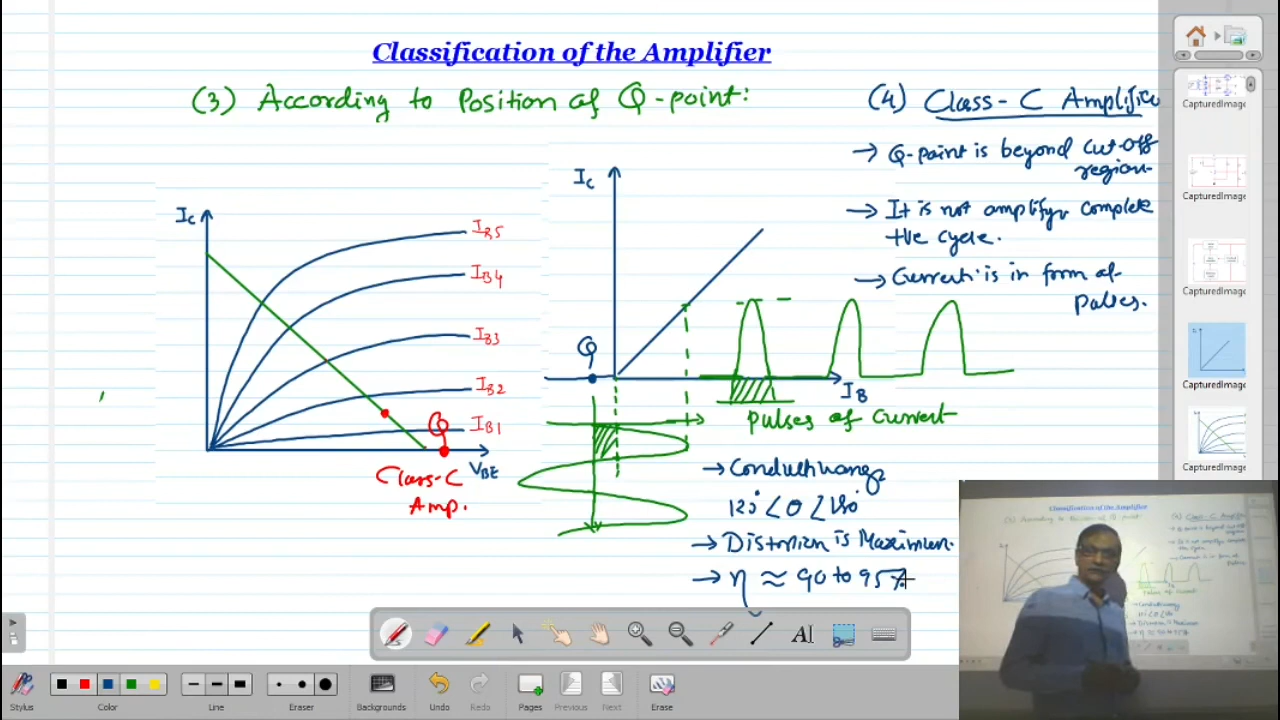 Classification of the Amplifier
(3) According to Position of Q-point:
(4) Class-C Amplifie
→ Q-point is beyond cut-off
region.
→ It is not amplify complete
+ve cycle.
→ Current is in form of
pulses.
IC
IB5
IB4
IB3
IB2
IB1
Q
VBE
Class-C
Amp.
IC
Q
IB
Pulses of Current
→ Conduction
120° < θ < 180°
→ Distortion is Maximum.
→ η ≈ 90 to 95%
CapturedImage
CapturedImage
CapturedImage
CapturedImage
CapturedImage
AI
Stylus
Color
Line
Eraser
Backgrounds
Undo
Redo
Pages
Previous
Next
Erase